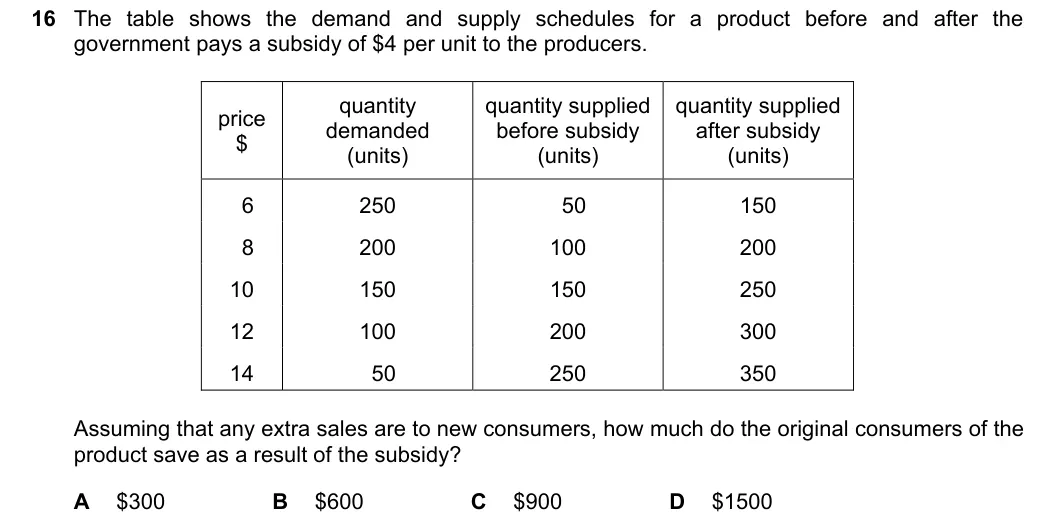 16 The table shows the demand and supply schedules for a product before and after the
government pays a subsidy of $4 per unit to the producers.
price
$
quantity
demanded
(units)
quantity supplied
before subsidy
(units)
quantity supplied
after subsidy
(units)
6 250 50 150
8 200 100 200
10 150 150 250
12 100 200 300
14 50 250 350
Assuming that any extra sales are to new consumers, how much do the original consumers of the
product save as a result of the subsidy?
A $300 B $600 C $900 D $1500